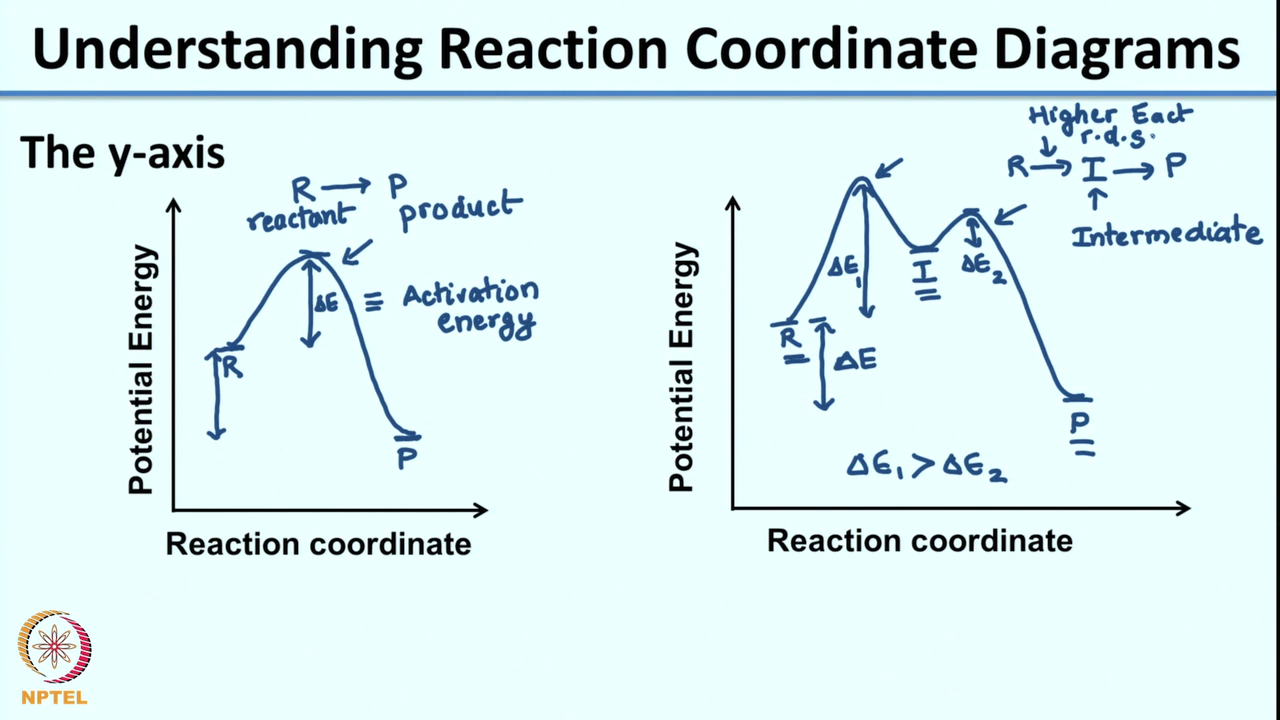 Understanding Reaction Coordinate Diagrams
The y-axis
R → P
reactant product
ΔE ≡ Activation
energy
R
P
Potential Energy
Reaction coordinate
Higher Eact
r.d.s.
R → I → P
Intermediate
ΔE₁
I
ΔE₂
R
ΔE
P
ΔE₁ > ΔE₂
Potential Energy
Reaction coordinate
NPTEL